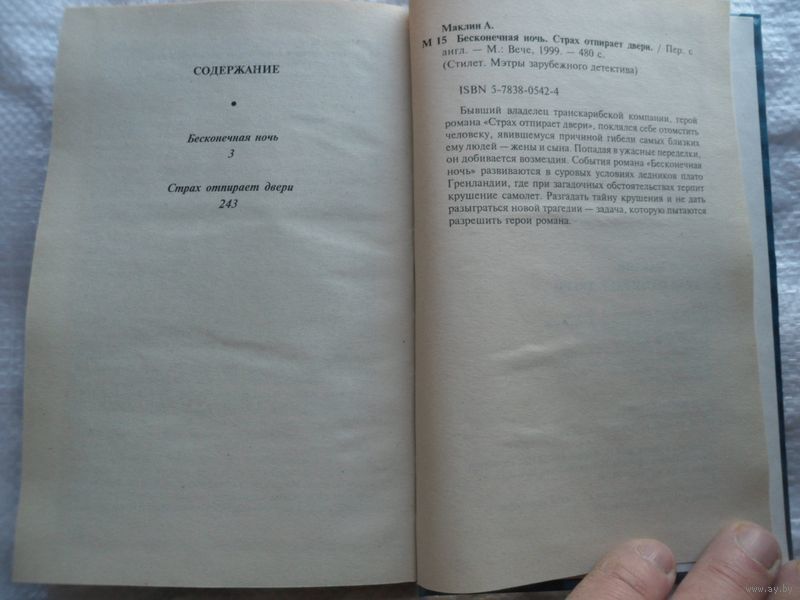 СОДЕРЖАНИЕ
•
Бесконечная ночь
3
Страх отпирает двери
243
Маклин А.
М 15 Бесконечная ночь. Страх отпирает двери. / Пер. с
англ. — М.: Вече, 1999. — 480 с.
(Стилет. Мэтры зарубежного детектива)
ISBN 5-7838-0542-4
Бывший владелец транскарибской компании, герой
романа «Страх отпирает двери», поклялся себе отомстить
человеку, явившемуся причиной гибели самых близких
ему людей — жены и сына. Попадая в ужасные переделки,
он добивается возмездия. События романа «Бесконечная
ночь» развиваются в суровых условиях ледников плато
Гренландии, где при загадочных обстоятельствах терпит
крушение самолет. Разгадать тайну крушения и не дать
разыграться новой трагедии — задача, которую пытаются
разрешить герои романа.
www.ay.by